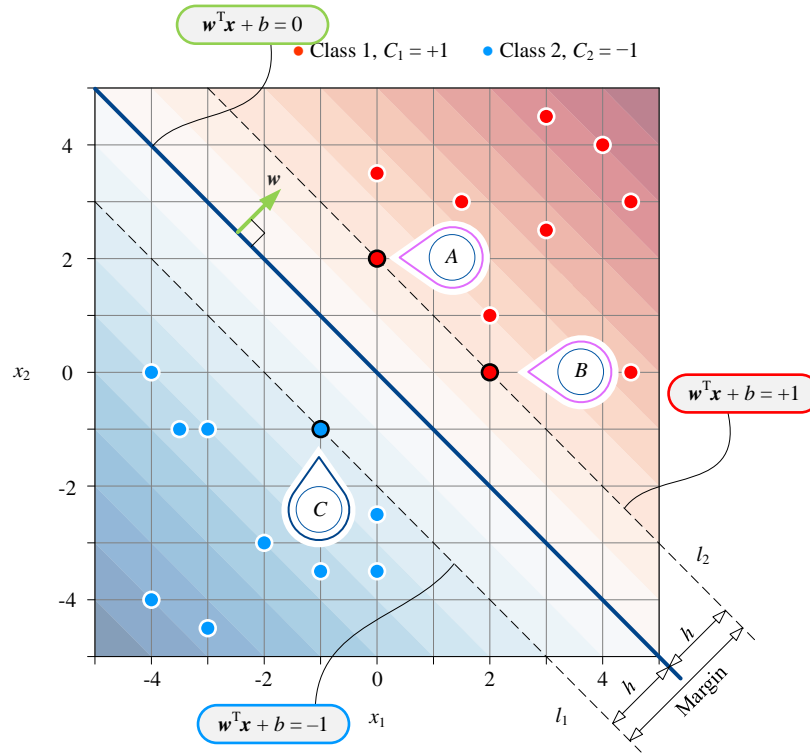 wᵀx + b = 0
Class 1, C₁ = +1
Class 2, C₂ = −1
4
w
A
2
x₂
0
B
wᵀx + b = +1
-2
C
l₂
-4
h
h
Margin
-4
-2
0
2
4
wᵀx + b = −1
x₁
l₁